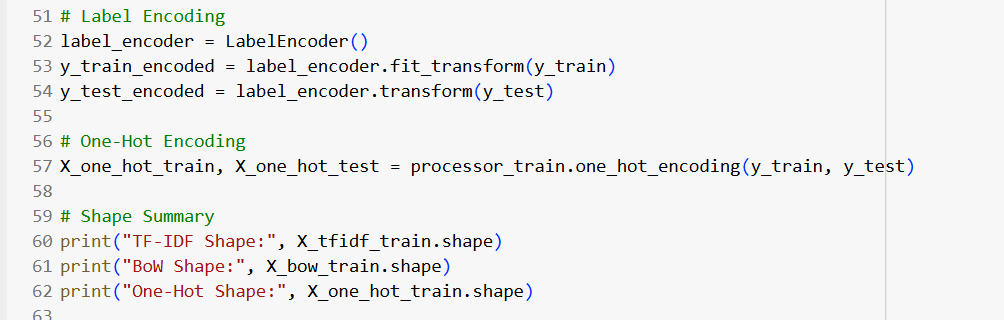 51 # Label Encoding
52 label_encoder = LabelEncoder()
53 y_train_encoded = label_encoder.fit_transform(y_train)
54 y_test_encoded = label_encoder.transform(y_test)
55
56 # One-Hot Encoding
57 X_one_hot_train, X_one_hot_test = processor_train.one_hot_encoding(y_train, y_test)
58
59 # Shape Summary
60 print("TF-IDF Shape:", X_tfidf_train.shape)
61 print("BoW Shape:", X_bow_train.shape)
62 print("One-Hot Shape:", X_one_hot_train.shape)
63